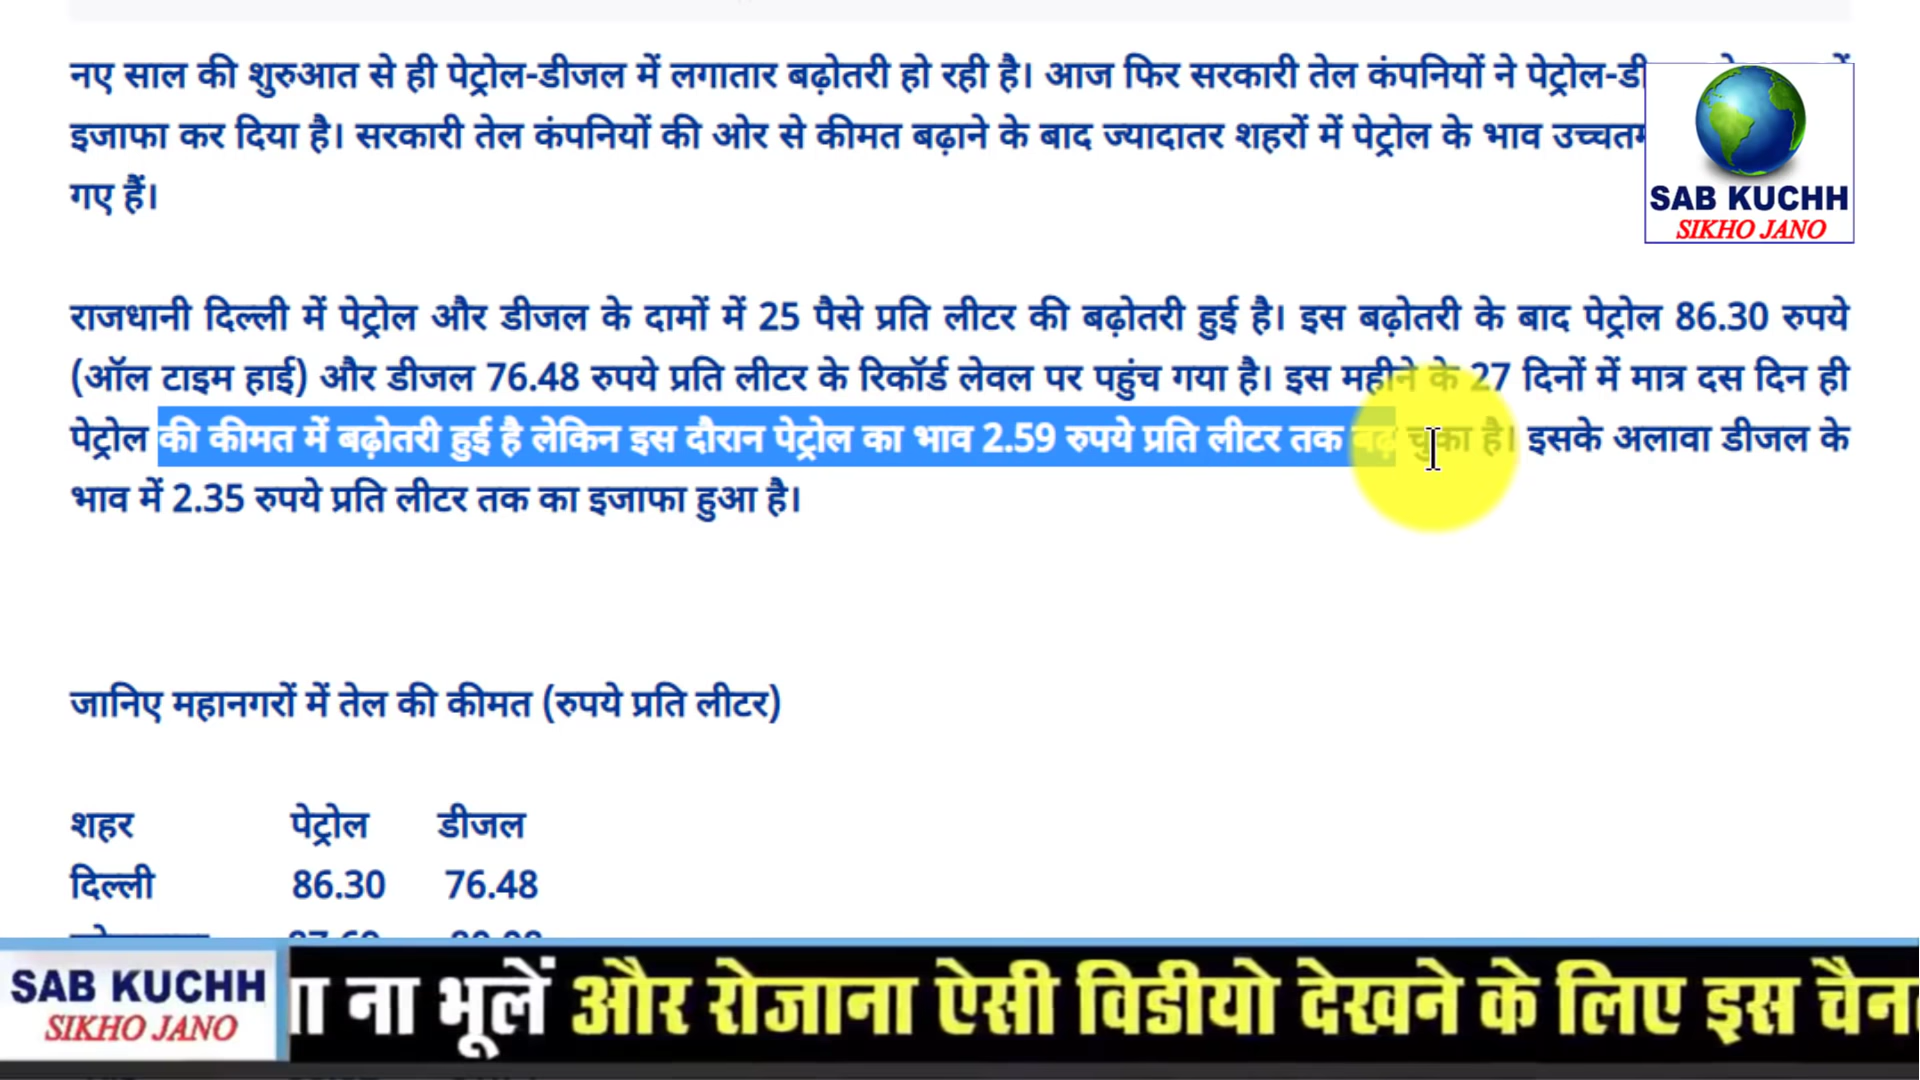 नए साल की शुरुआत से ही पेट्रोल-डीजल में लगातार बढ़ोतरी हो रही है। आज फिर सरकारी तेल कंपनियों ने
इजाफा कर दिया है। सरकारी तेल कंपनियों की ओर से कीमत बढ़ाने के बाद ज्यादातर शहरों में पेट्रोल के भाव
गए हैं।
SAB KUCHH
SIKHO JANO
राजधानी दिल्ली में पेट्रोल और डीजल के दामों में 25 पैसे प्रति लीटर की बढ़ोतरी हुई है। इस बढ़ोतरी के बाद पेट्रोल 86.30 रुपये
(ऑल टाइम हाई) और डीजल 76.48 रुपये प्रति लीटर के रिकॉर्ड लेवल पर पहुंच गया है। इस महीने के 27 दिनों में मात्र दस दिन ही
पेट्रोल की कीमत में बढ़ोतरी हुई है लेकिन इस दौरान पेट्रोल का भाव 2.59 रुपये प्रति लीटर तक बढ़ चुका है। इसके अलावा डीजल के
भाव में 2.35 रुपये प्रति लीटर तक का इजाफा हुआ है।
जानिए महानगरों में तेल की कीमत (रुपये प्रति लीटर)
शहर पेट्रोल डीजल
दिल्ली 86.30 76.48
SAB KUCHH
SIKHO JANO
ना भूलें और रोजाना ऐसी विडीयो देखने के लिए इस